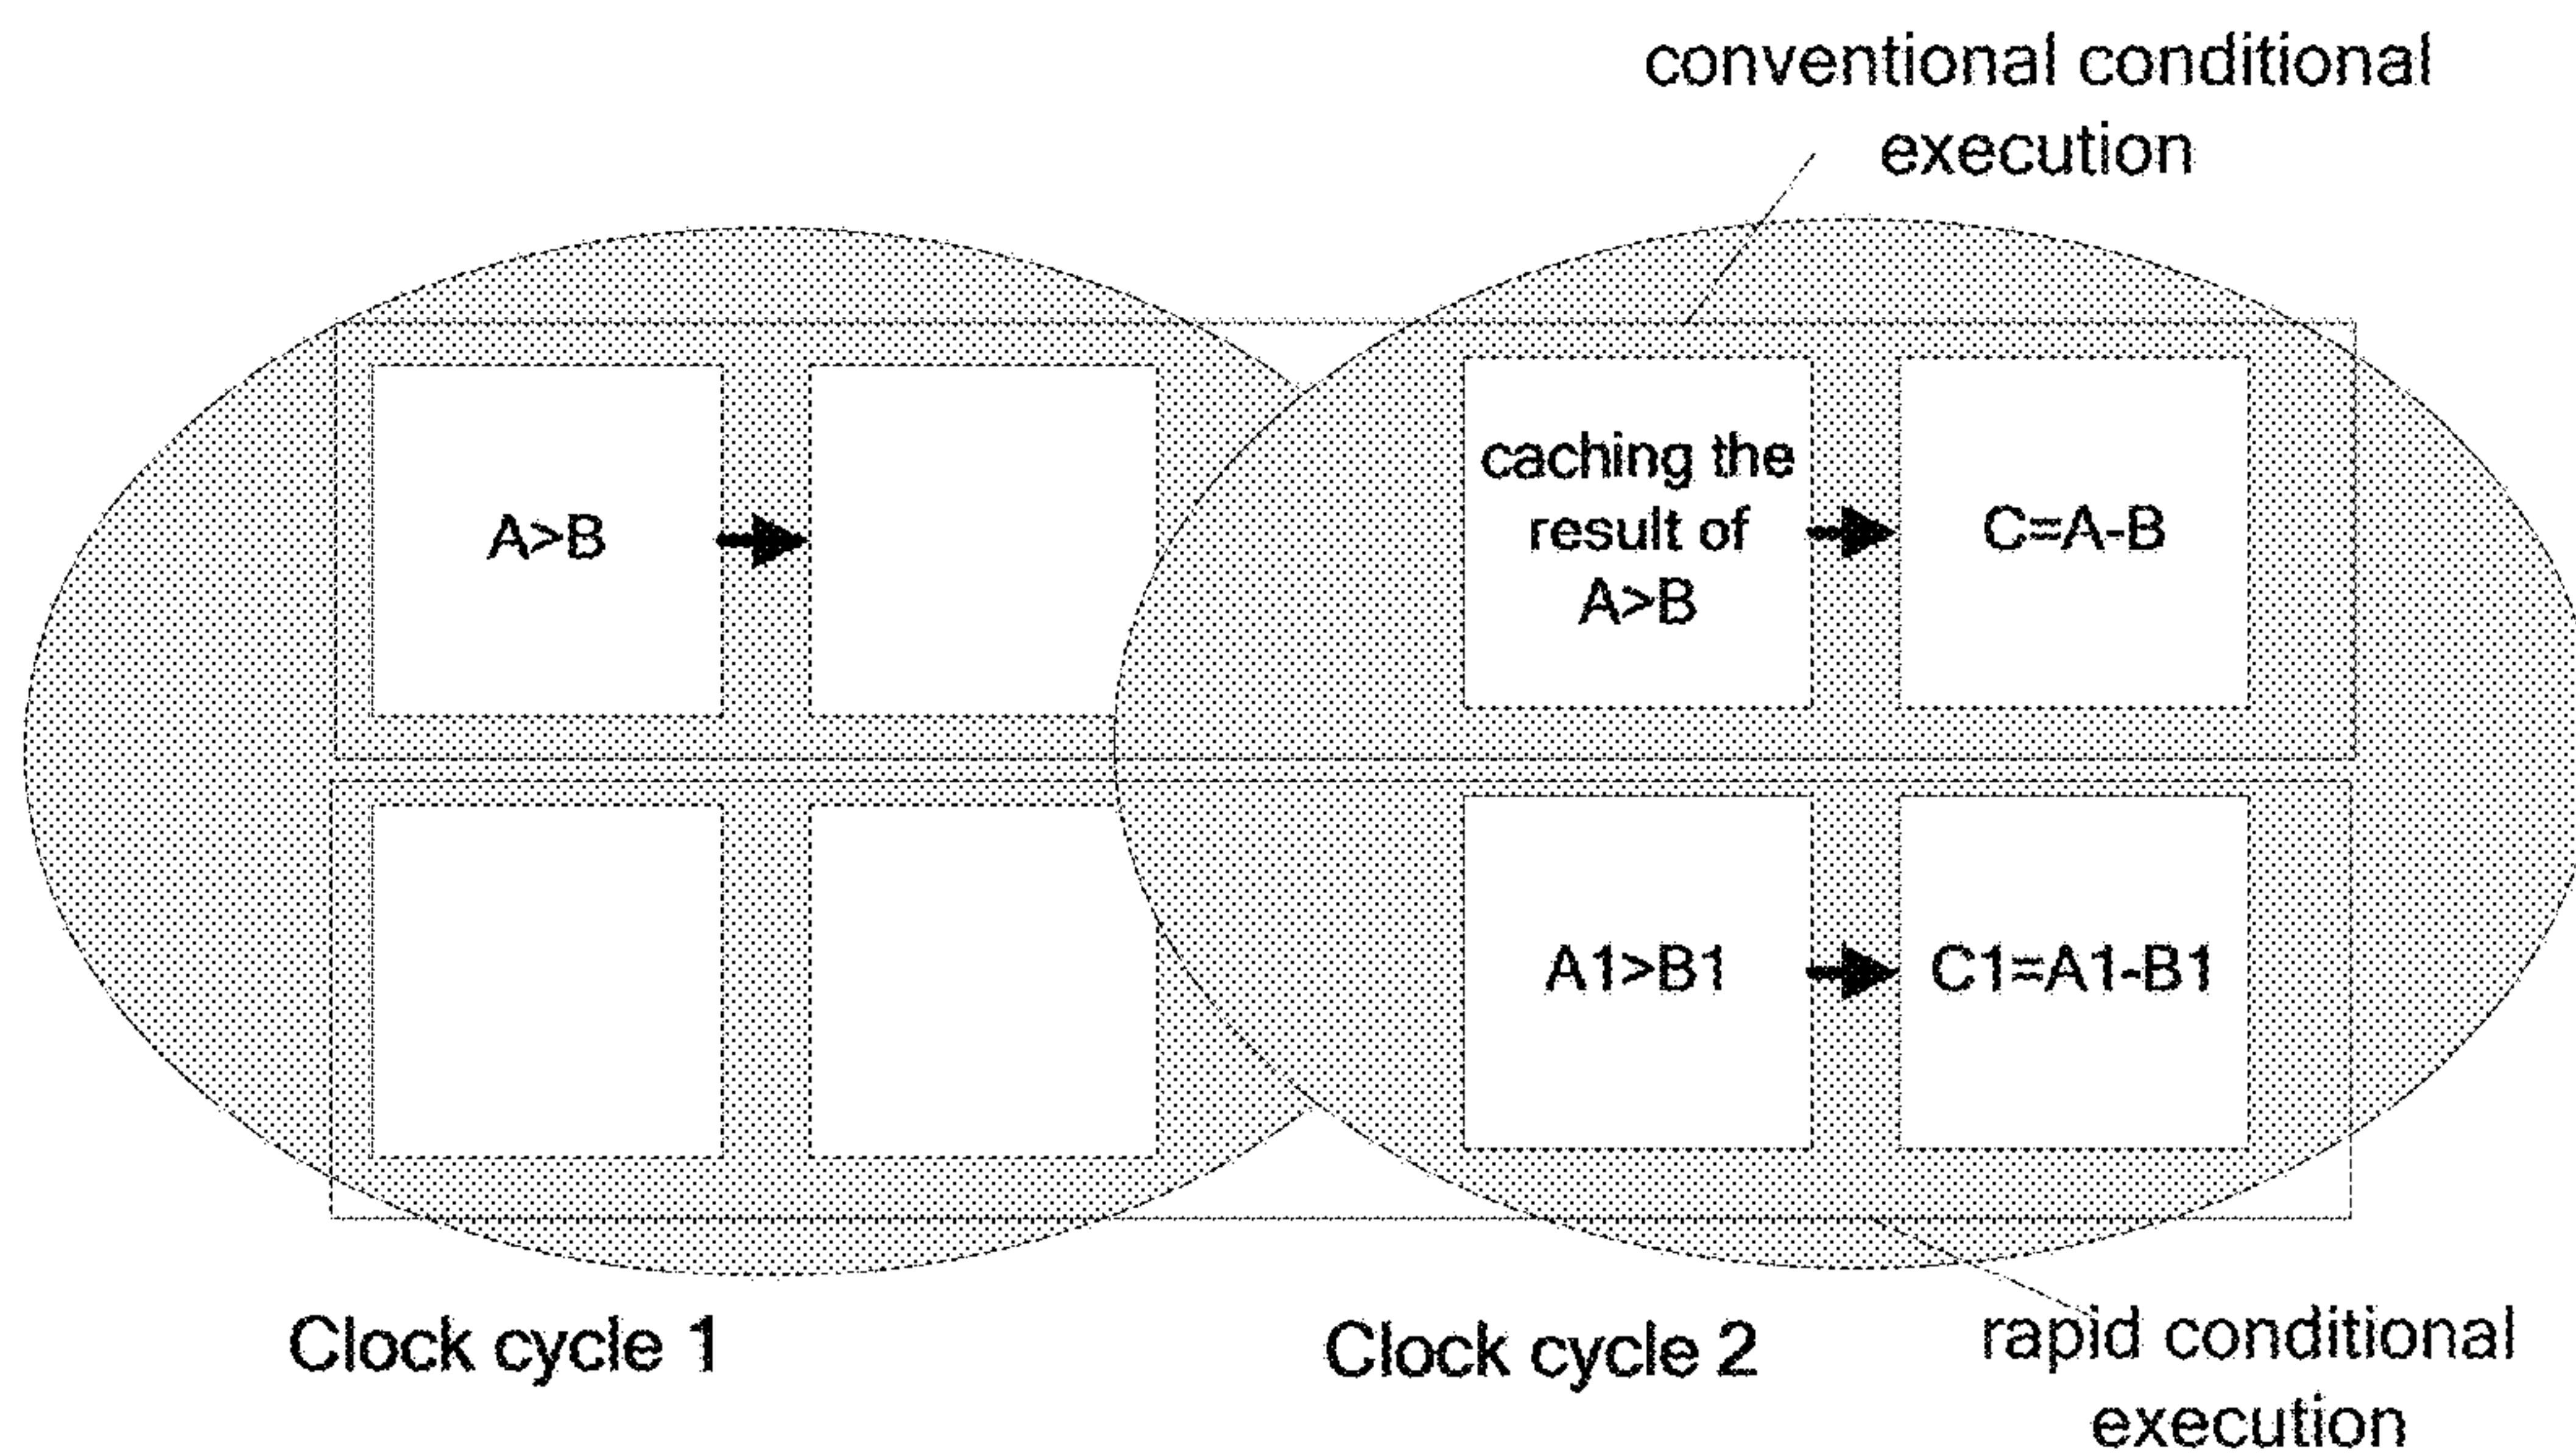 conventional conditional
execution
A>B
caching the
result of
A>B
C=A-B
A1>B1
C1=A1-B1
Clock cycle 1
Clock cycle 2
rapid conditional
execution